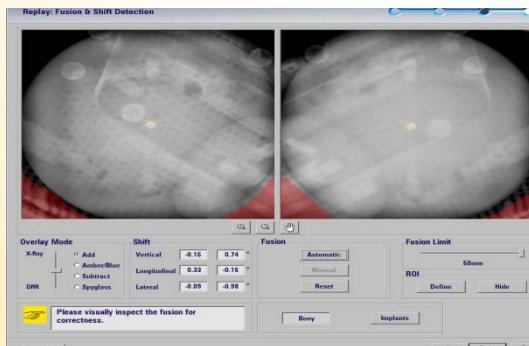 Replay: Fusion & Shift Detection
Overlay Mode
X-Ray
DRR
Add
Amber/Blue
Subtract
Spyglass
Shift
Vertical -0.15 0.74 °
Longitudinal 0.33 -0.16 °
Lateral -0.09 -0.98 °
Fusion
Automatic
Manual
Reset
Fusion Limit
50mm
ROI
Define Hide
Please visually inspect the fusion for
correctness.
Bony Implants